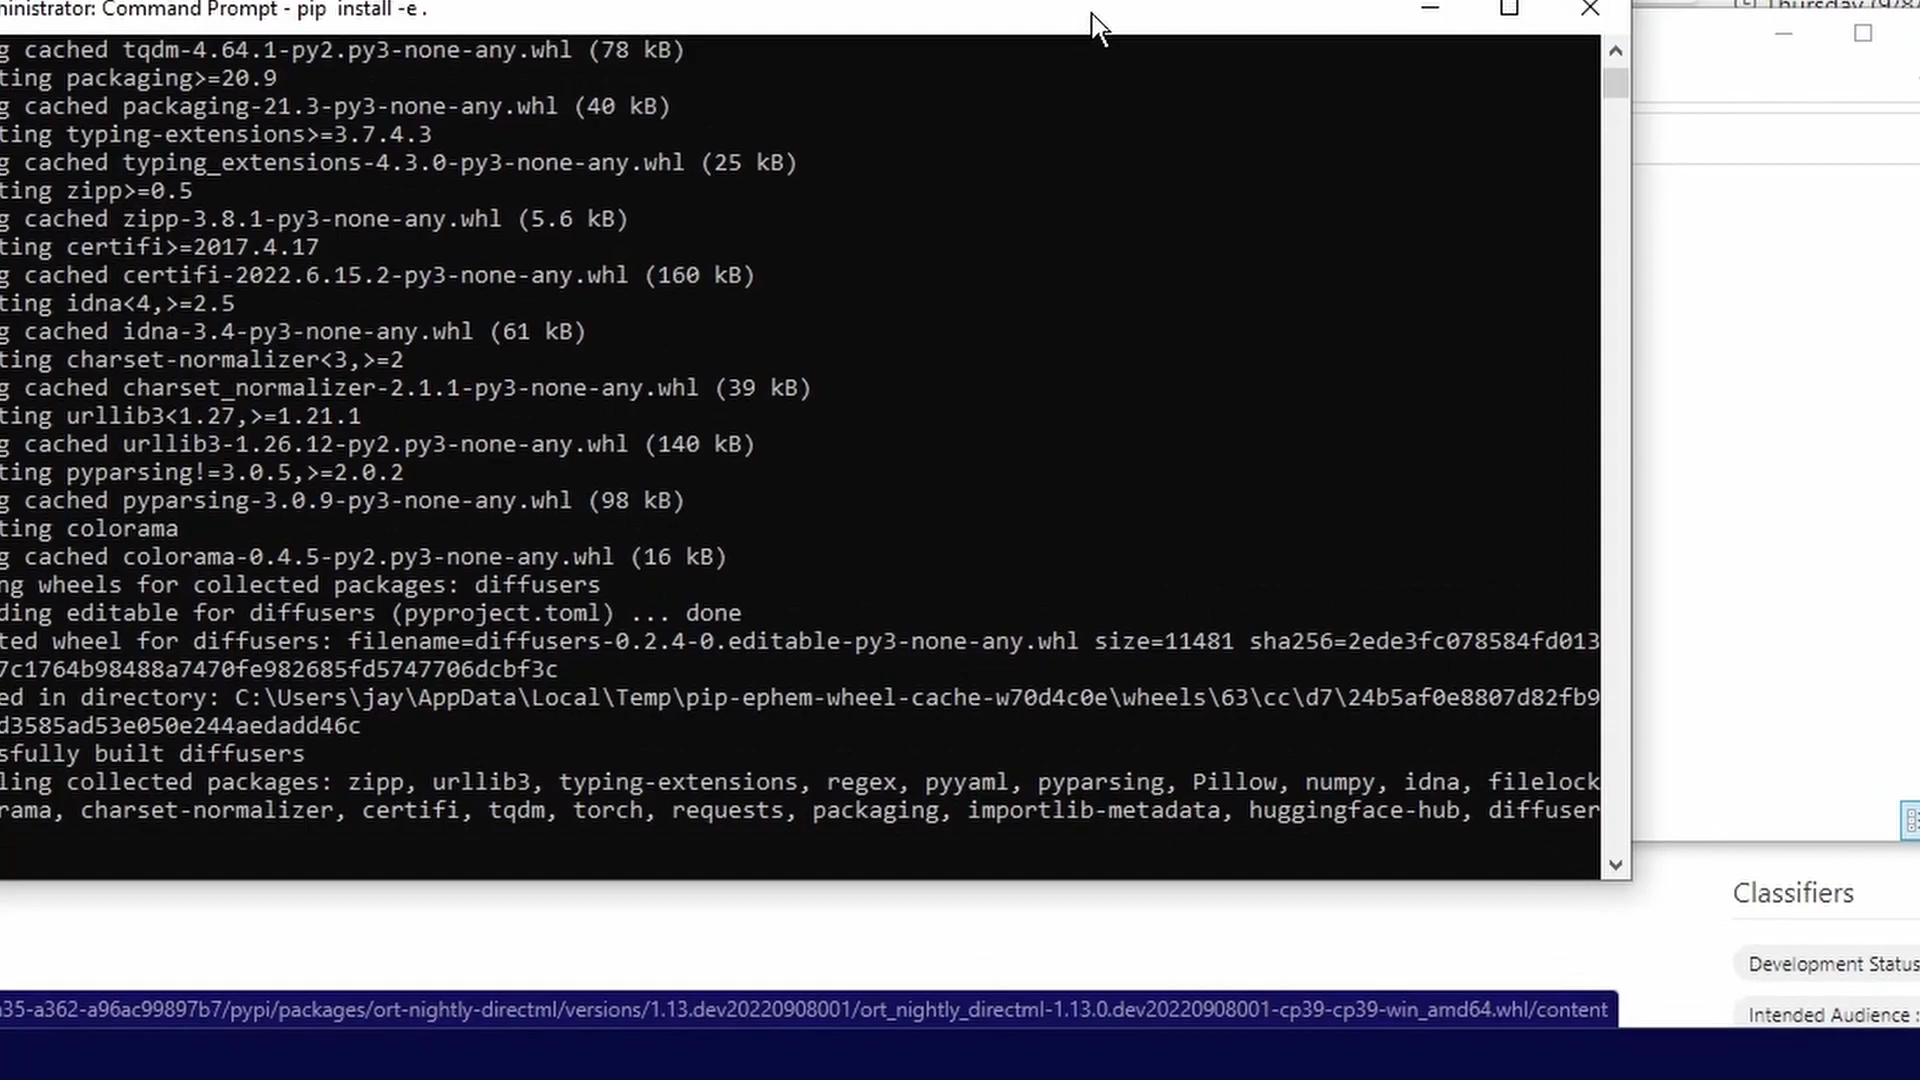 ministrator: Command Prompt - pip  install -e .
Thursday (9/8/
g cached tqdm-4.64.1-py2.py3-none-any.whl (78 kB)
ting packaging>=20.9
g cached packaging-21.3-py3-none-any.whl (40 kB)
ting typing-extensions>=3.7.4.3
g cached typing_extensions-4.3.0-py3-none-any.whl (25 kB)
ting zipp>=0.5
g cached zipp-3.8.1-py3-none-any.whl (5.6 kB)
ting certifi>=2017.4.17
g cached certifi-2022.6.15.2-py3-none-any.whl (160 kB)
ting idna<4,>=2.5
g cached idna-3.4-py3-none-any.whl (61 kB)
ting charset-normalizer<3,>=2
g cached charset_normalizer-2.1.1-py3-none-any.whl (39 kB)
ting urllib3<1.27,>=1.21.1
g cached urllib3-1.26.12-py2.py3-none-any.whl (140 kB)
ting pyparsing!=3.0.5,>=2.0.2
g cached pyparsing-3.0.9-py3-none-any.whl (98 kB)
ting colorama
g cached colorama-0.4.5-py2.py3-none-any.whl (16 kB)
ng wheels for collected packages: diffusers
ding editable for diffusers (pyproject.toml) ... done
ted wheel for diffusers: filename=diffusers-0.2.4-0.editable-py3-none-any.whl size=11481 sha256=2ede3fc078584fd013
7c1764b98488a7470fe982685fd5747706dcbf3c
ed in directory: C:\Users\jay\AppData\Local\Temp\pip-ephem-wheel-cache-w70d4c0e\wheels\63\cc\d7\24b5af0e8807d82fb9
d3585ad53e050e244aedadd46c
sfully built diffusers
ling collected packages: zipp, urllib3, typing-extensions, regex, pyyaml, pyparsing, Pillow, numpy, idna, filelock
rama, charset-normalizer, certifi, tqdm, torch, requests, packaging, importlib-metadata, huggingface-hub, diffuser
Classifiers
Development Status
Intended Audience :
a35-a362-a96ac99897b7/pypi/packages/ort-nightly-directml/versions/1.13.dev20220908001/ort_nightly_directml-1.13.0.dev20220908001-cp39-cp39-win_amd64.whl/content